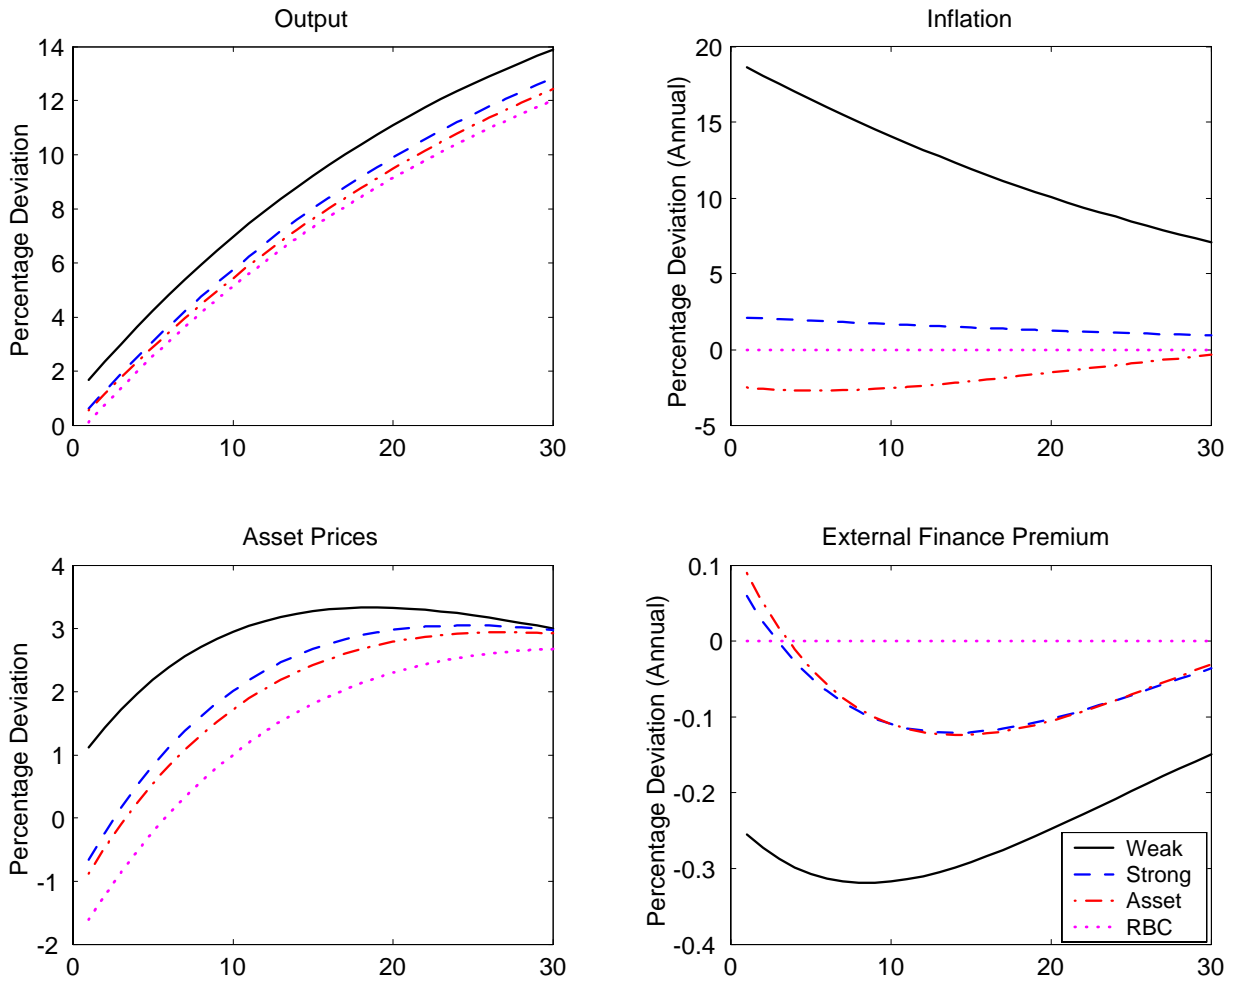 Output
Percentage Deviation
14
12
10
8
6
4
2
0
0 10 20 30
Inflation
Percentage Deviation (Annual)
20
15
10
5
0
-5
0 10 20 30
Asset Prices
Percentage Deviation
4
3
2
1
0
-1
-2
0 10 20 30
External Finance Premium
Percentage Deviation (Annual)
0.1
0
-0.1
-0.2
-0.3
-0.4
0 10 20 30
Weak
Strong
Asset
RBC